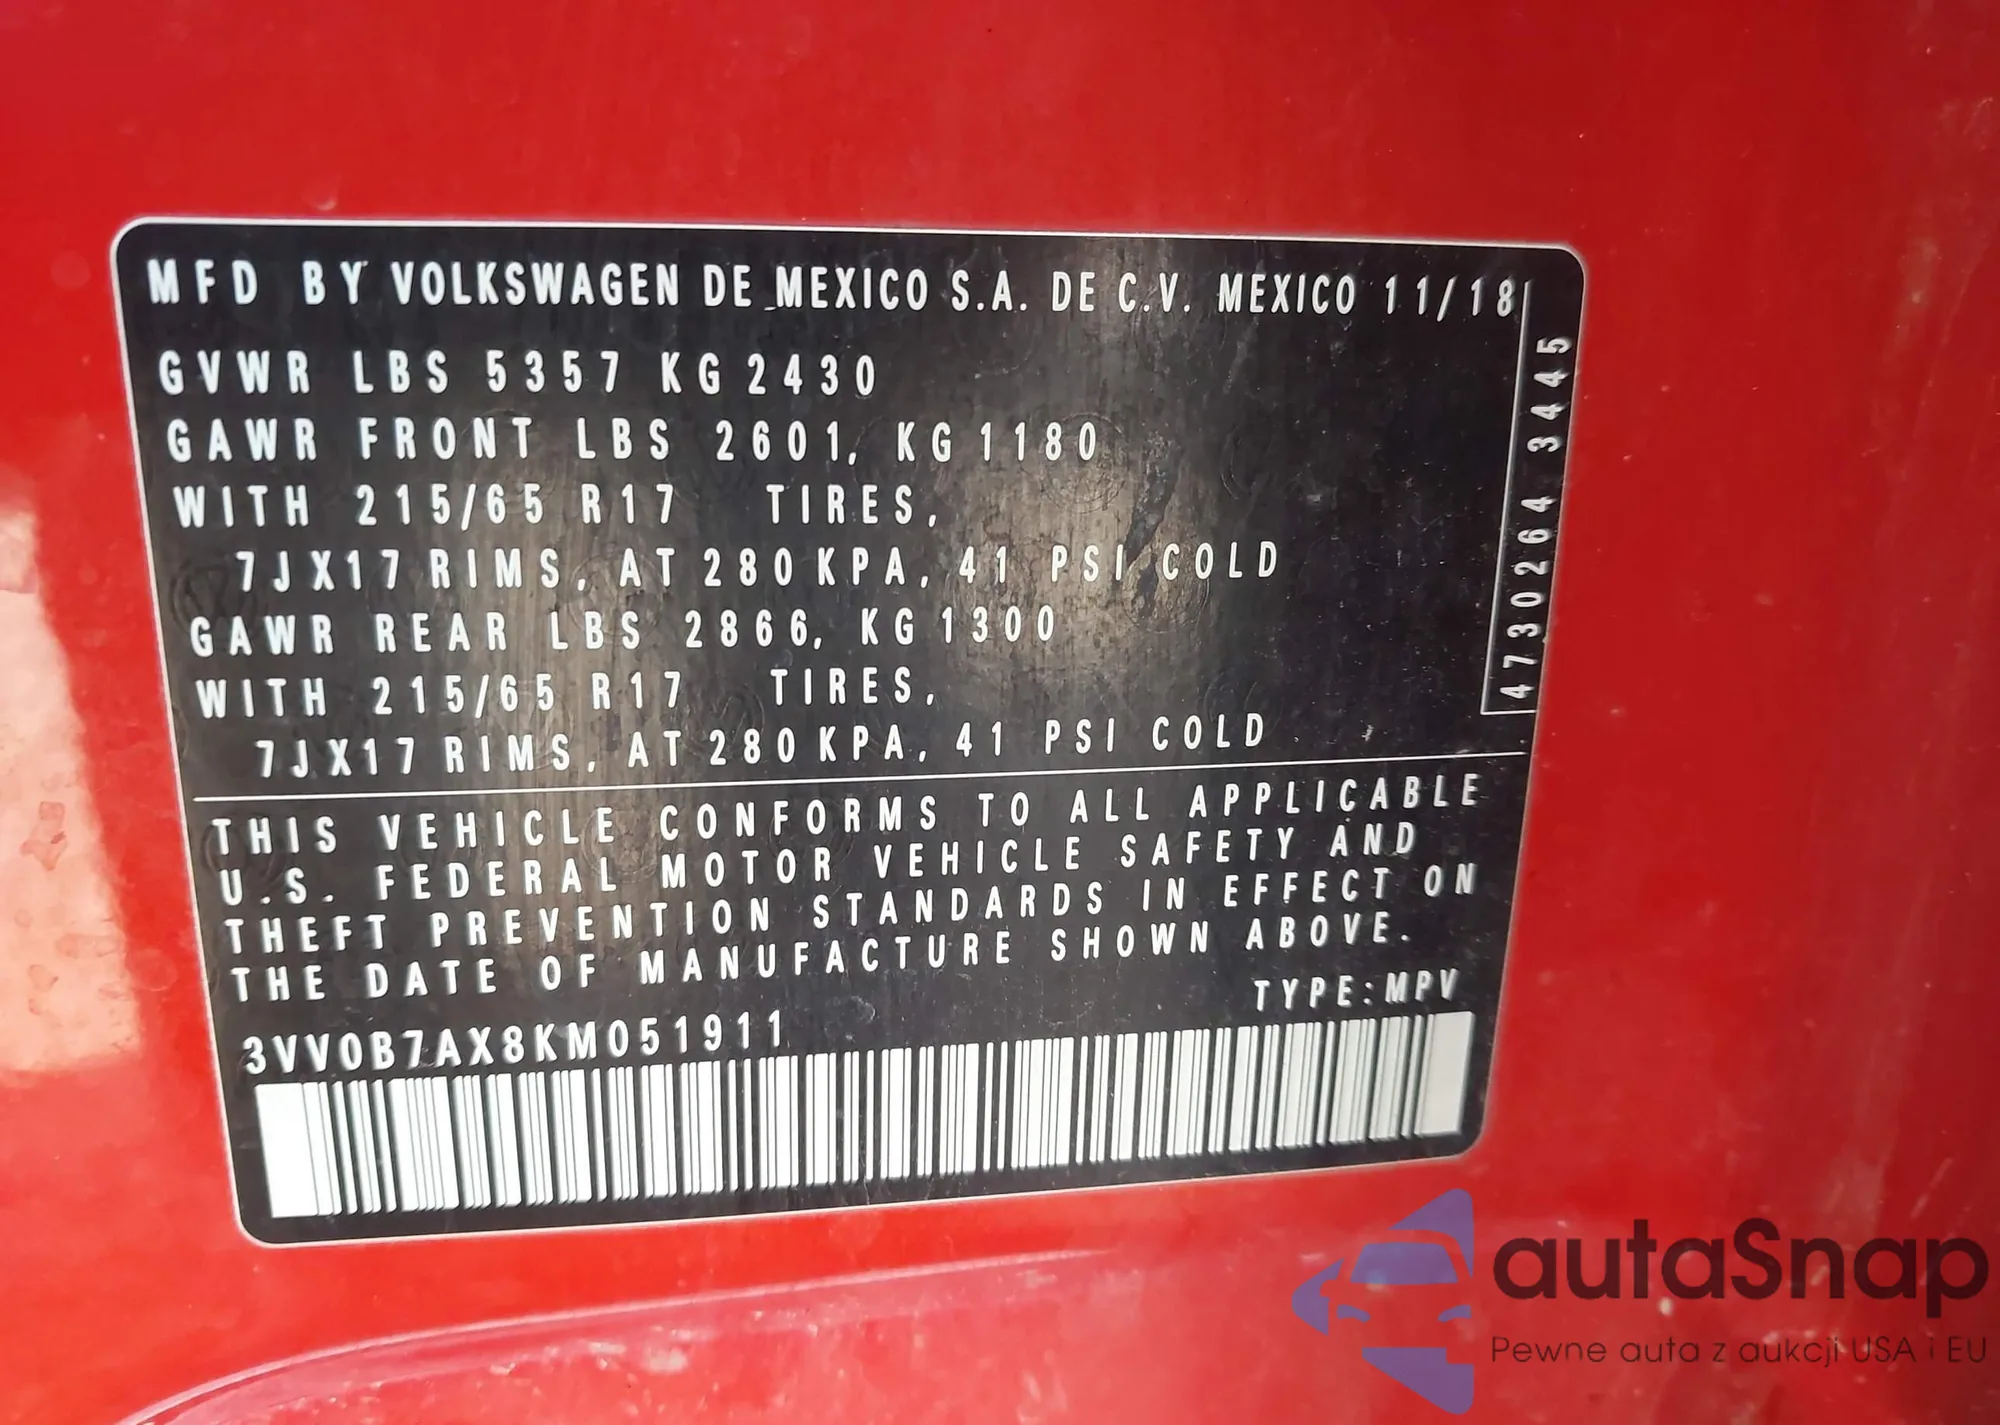 MFD BY VOLKSWAGEN DE MEXICO S.A. DE C.V. MEXICO 11/18
GVWR LBS 5357 KG 2430
GAWR FRONT LBS 2601, KG 1180
WITH 215/65 R17 TIRES,
7JX17 RIMS, AT 280 KPA, 41 PSI COLD
GAWR REAR LBS 2866, KG 1300
WITH 215/65 R17 TIRES,
7JX17 RIMS, AT 280 KPA, 41 PSI COLD
4730264 3445
THIS VEHICLE CONFORMS TO ALL APPLICABLE
U.S. FEDERAL MOTOR VEHICLE SAFETY AND
THEFT PREVENTION STANDARDS IN EFFECT ON
THE DATE OF MANUFACTURE SHOWN ABOVE.
TYPE: MPV
3VV0B7AX8KM051911
autaSnap
Pewne auta z aukcji USA i EU